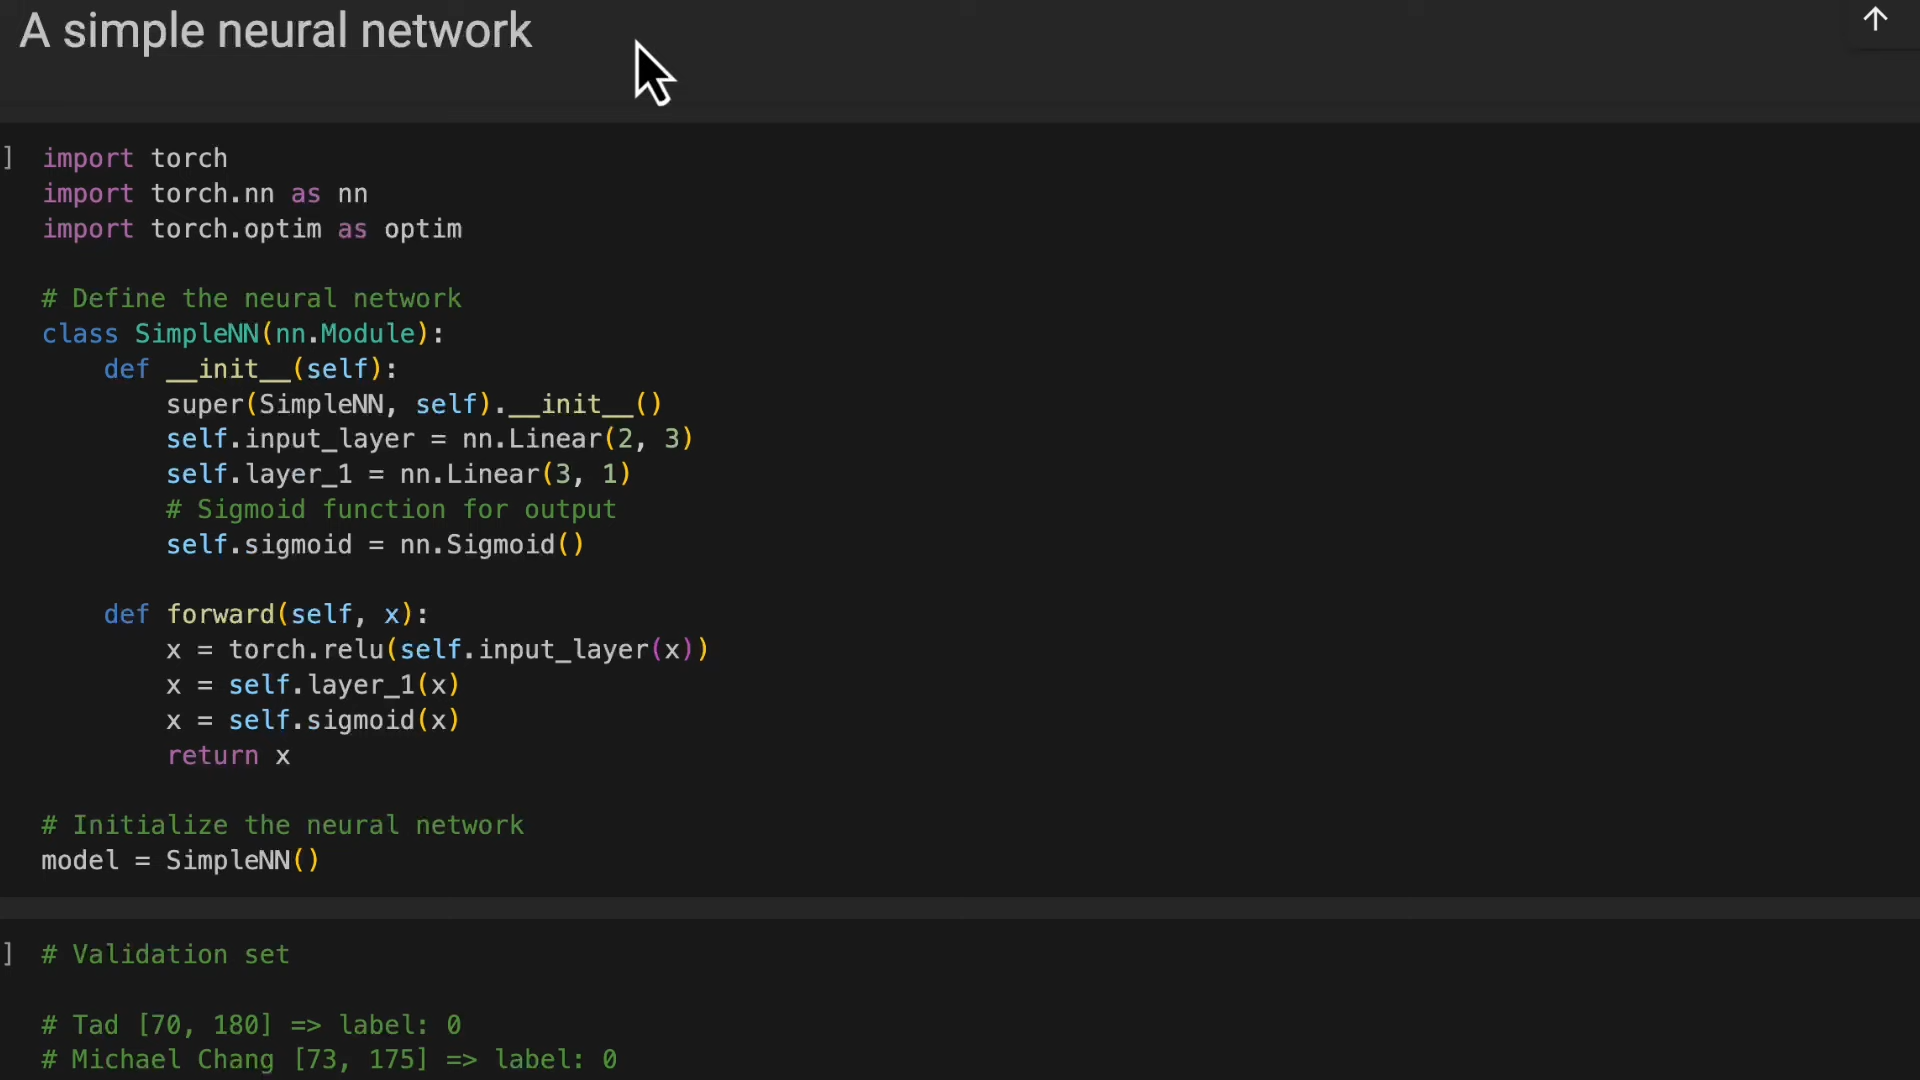 A simple neural network
] import torch
import torch.nn as nn
import torch.optim as optim
# Define the neural network
class SimpleNN(nn.Module):
def __init__(self):
super(SimpleNN, self).__init__()
self.input_layer = nn.Linear(2, 3)
self.layer_1 = nn.Linear(3, 1)
# Sigmoid function for output
self.sigmoid = nn.Sigmoid()
def forward(self, x):
x = torch.relu(self.input_layer(x))
x = self.layer_1(x)
x = self.sigmoid(x)
return x
# Initialize the neural network
model = SimpleNN()
] # Validation set
# Tad [70, 180] => label: 0
# Michael Chang [73, 175] => label: 0